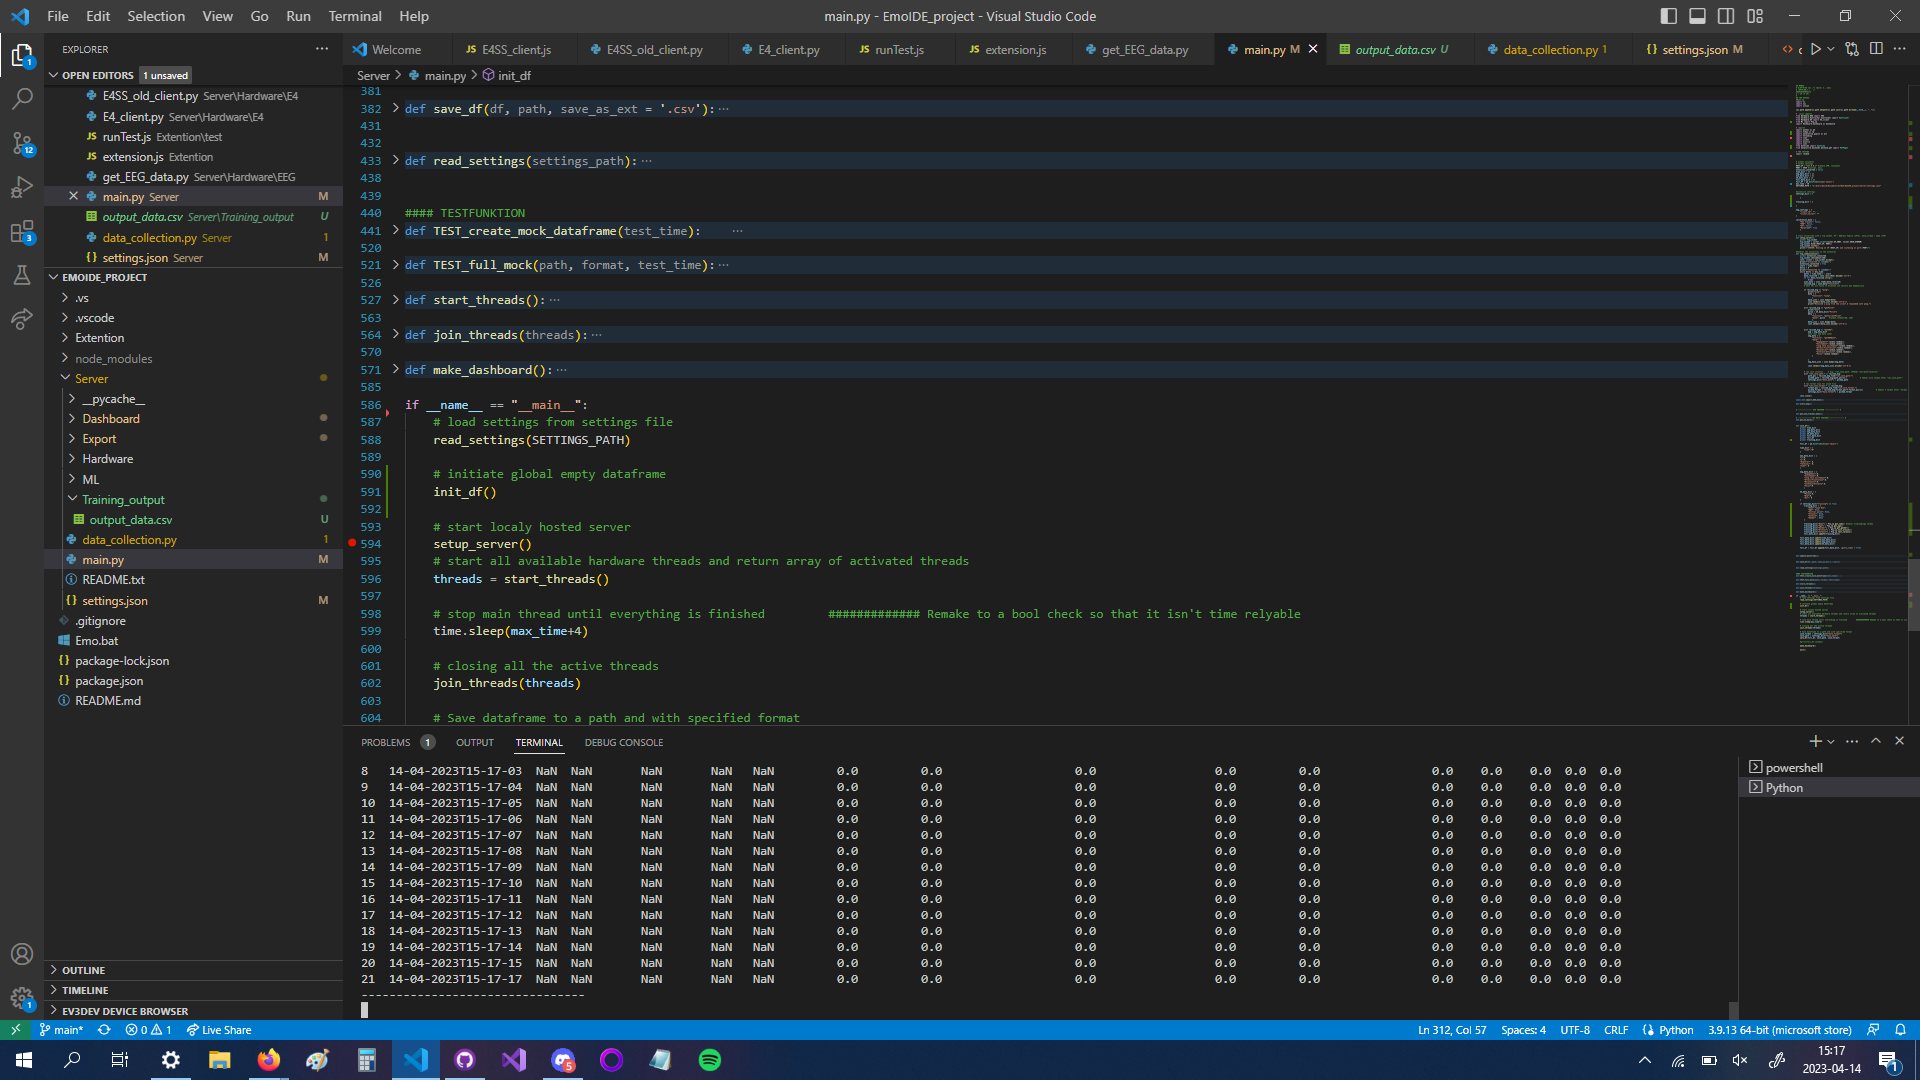 File Edit Selection View Go Run Terminal Help
main.py - EmoIDE_project - Visual Studio Code
EXPLORER
OPEN EDITORS 1 unsaved
E4SS_old_client.py Server\Hardware\E4
E4_client.py Server\Hardware\E4
JS runTest.js Extention\test
JS extension.js Extention
get_EEG_data.py Server\Hardware\EEG
main.py Server M
output_data.csv Server\Training_output U
data_collection.py Server 1
{} settings.json Server M
EMOIDE_PROJECT
.vs
.vscode
Extention
node_modules
Server
__pycache__
Dashboard
Export
Hardware
ML
Training_output
output_data.csv U
data_collection.py 1
main.py M
README.txt
{} settings.json M
.gitignore
Emo.bat
{} package-lock.json
{} package.json
README.md
OUTLINE
TIMELINE
EV3DEV DEVICE BROWSER
Welcome
JS E4SS_client.js
E4SS_old_client.py
E4_client.py
JS runTest.js
JS extension.js
get_EEG_data.py
main.py M
output_data.csv U
data_collection.py 1
{} settings.json M
Server > main.py > init_df
381
382 def save_df(df, path, save_as_ext = '.csv'):···
431
432
433 def read_settings(settings_path):···
438
439
440 #### TESTFUNKTION
441 def TEST_create_mock_dataframe(test_time): ···
520
521 def TEST_full_mock(path, format, test_time):···
526
527 def start_threads():···
563
564 def join_threads(threads):···
570
571 def make_dashboard():···
585
586 if __name__ == "__main__":
587 # load settings from settings file
588 read_settings(SETTINGS_PATH)
589
590 # initiate global empty dataframe
591 init_df()
592
593 # start localy hosted server
594 setup_server()
595 # start all available hardware threads and return array of activated threads
596 threads = start_threads()
597
598 # stop main thread until everything is finished ############# Remake to a bool check so that it isn't time relyable
599 time.sleep(max_time+4)
600
601 # closing all the active threads
602 join_threads(threads)
603
604 # Save dataframe to a path and with specified format
PROBLEMS 1 OUTPUT TERMINAL DEBUG CONSOLE
8 14-04-2023T15-17-03 NaN NaN NaN NaN NaN 0.0 0.0 0.0 0.0 0.0 0.0 0.0 0.0 0.0 0.0
9 14-04-2023T15-17-04 NaN NaN NaN NaN NaN 0.0 0.0 0.0 0.0 0.0 0.0 0.0 0.0 0.0 0.0
10 14-04-2023T15-17-05 NaN NaN NaN NaN NaN 0.0 0.0 0.0 0.0 0.0 0.0 0.0 0.0 0.0 0.0
11 14-04-2023T15-17-06 NaN NaN NaN NaN NaN 0.0 0.0 0.0 0.0 0.0 0.0 0.0 0.0 0.0 0.0
12 14-04-2023T15-17-07 NaN NaN NaN NaN NaN 0.0 0.0 0.0 0.0 0.0 0.0 0.0 0.0 0.0 0.0
13 14-04-2023T15-17-08 NaN NaN NaN NaN NaN 0.0 0.0 0.0 0.0 0.0 0.0 0.0 0.0 0.0 0.0
14 14-04-2023T15-17-09 NaN NaN NaN NaN NaN 0.0 0.0 0.0 0.0 0.0 0.0 0.0 0.0 0.0 0.0
15 14-04-2023T15-17-10 NaN NaN NaN NaN NaN 0.0 0.0 0.0 0.0 0.0 0.0 0.0 0.0 0.0 0.0
16 14-04-2023T15-17-11 NaN NaN NaN NaN NaN 0.0 0.0 0.0 0.0 0.0 0.0 0.0 0.0 0.0 0.0
17 14-04-2023T15-17-12 NaN NaN NaN NaN NaN 0.0 0.0 0.0 0.0 0.0 0.0 0.0 0.0 0.0 0.0
18 14-04-2023T15-17-13 NaN NaN NaN NaN NaN 0.0 0.0 0.0 0.0 0.0 0.0 0.0 0.0 0.0 0.0
19 14-04-2023T15-17-14 NaN NaN NaN NaN NaN 0.0 0.0 0.0 0.0 0.0 0.0 0.0 0.0 0.0 0.0
20 14-04-2023T15-17-15 NaN NaN NaN NaN NaN 0.0 0.0 0.0 0.0 0.0 0.0 0.0 0.0 0.0 0.0
21 14-04-2023T15-17-17 NaN NaN NaN NaN NaN 0.0 0.0 0.0 0.0 0.0 0.0 0.0 0.0 0.0 0.0
--------------------------------
powershell
Python
main* 0 1 Live Share
Ln 312, Col 57 Spaces: 4 UTF-8 CRLF Python 3.9.13 64-bit (microsoft store)
15:17
2023-04-14
1
12
3
1
5
1